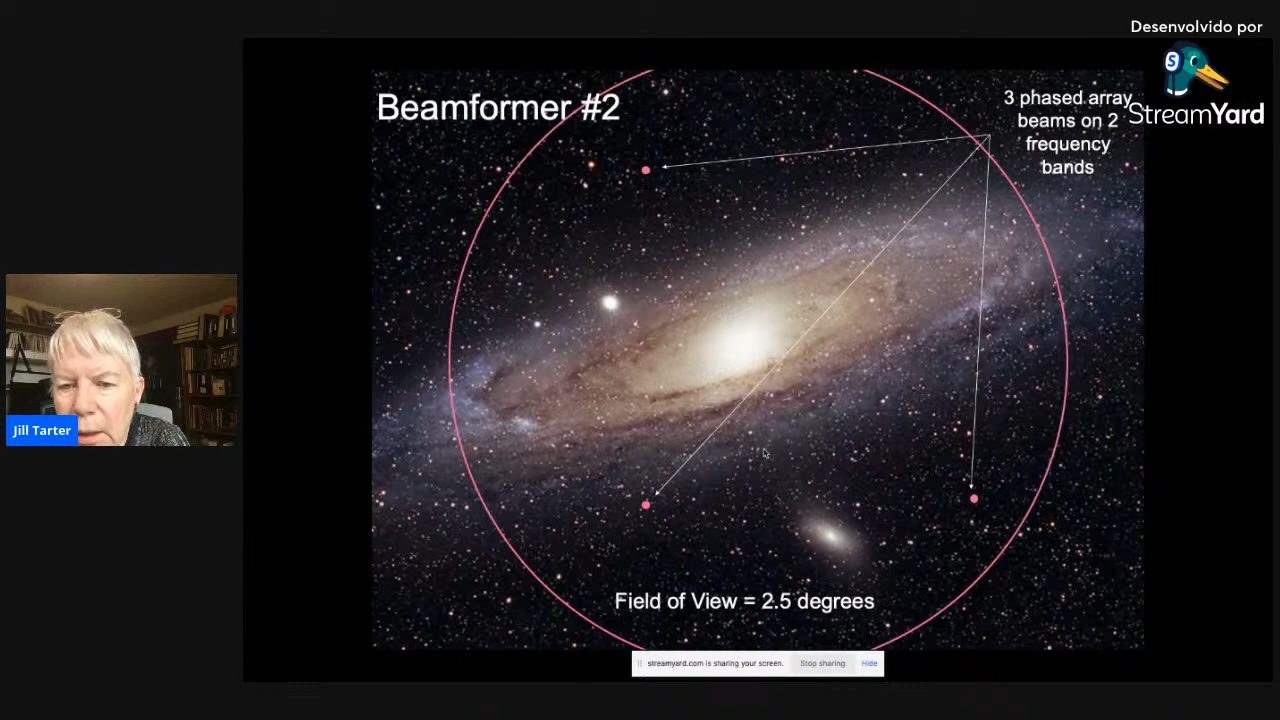 Desenvolvido por
S
StreamYard
Beamformer #2
3 phased array
beams on 2
frequency
bands
Jill Tarter
Field of View = 2.5 degrees
streamyard.com is sharing your screen.
Stop sharing
Hide